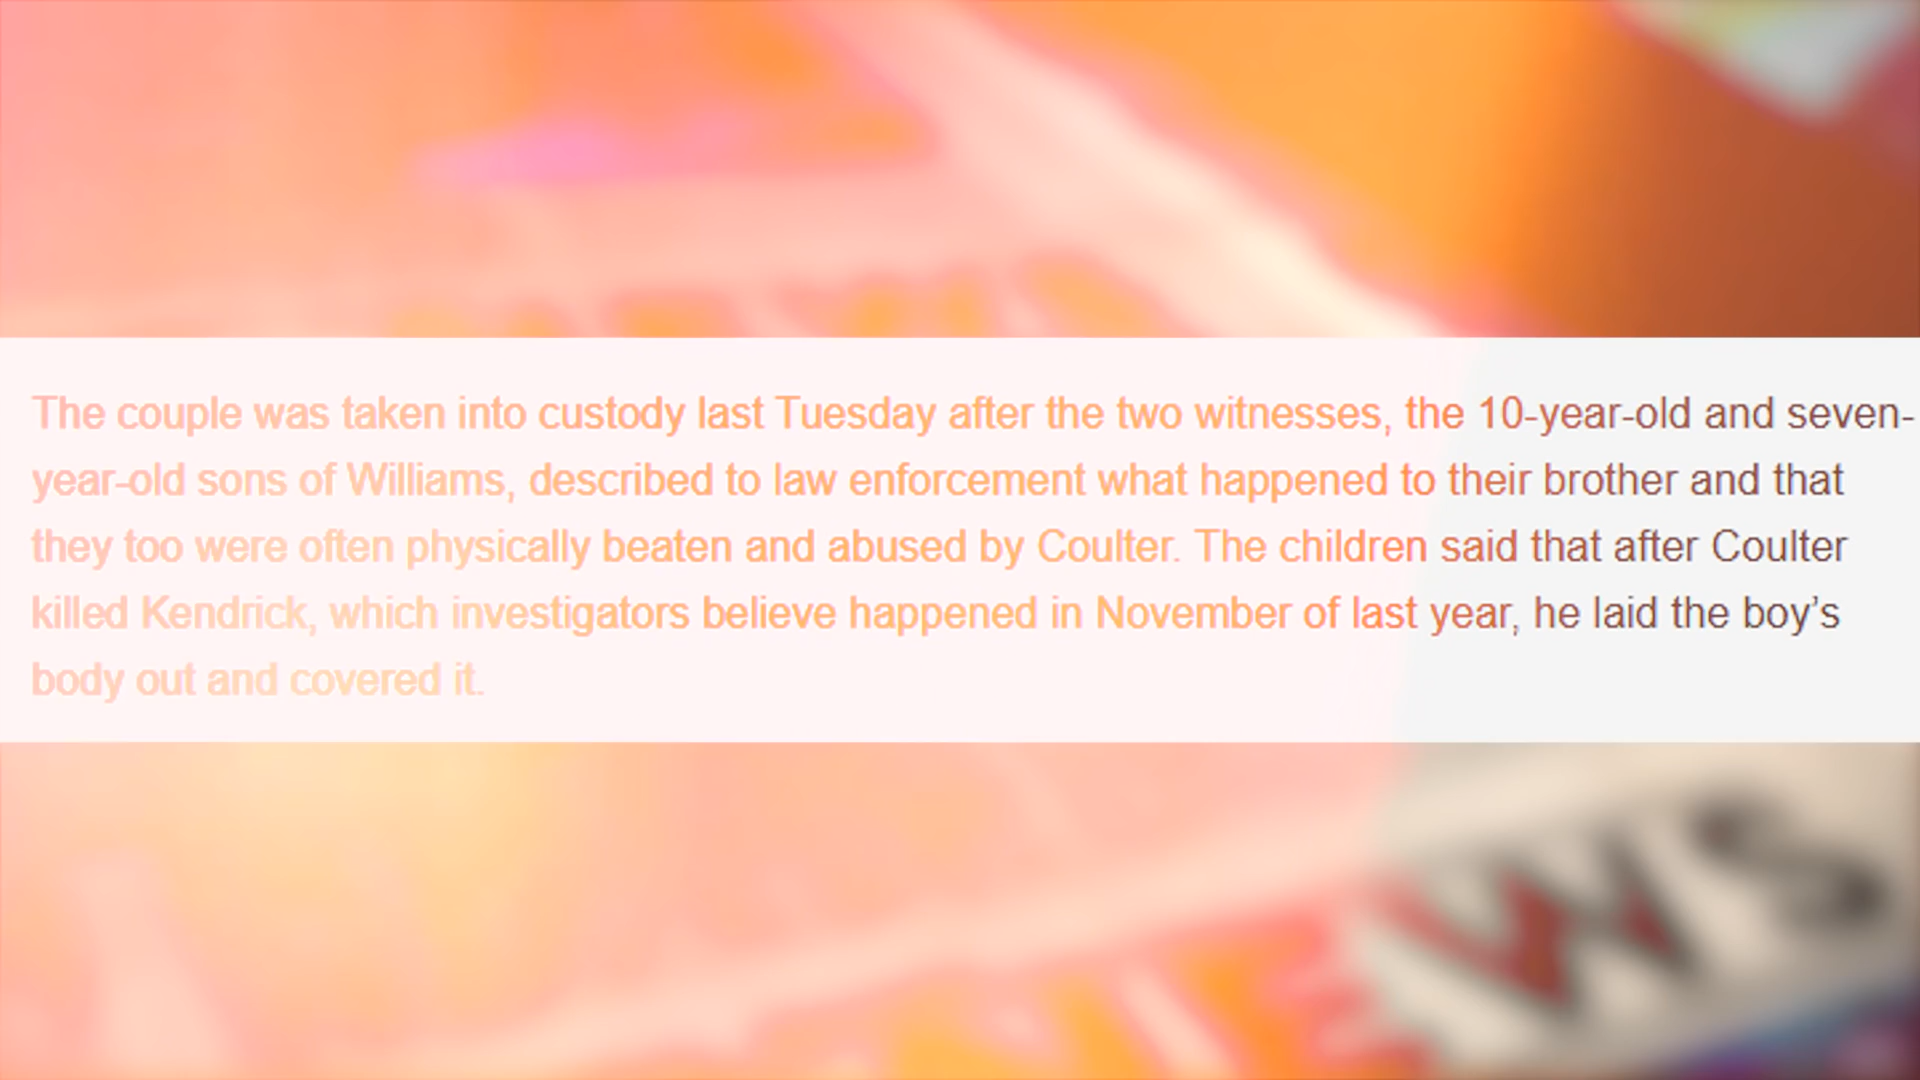 The couple was taken into custody last Tuesday after the two witnesses, the 10-year-old and seven-
year-old sons of Williams, described to law enforcement what happened to their brother and that
they too were often physically beaten and abused by Coulter. The children said that after Coulter
killed Kendrick, which investigators believe happened in November of last year, he laid the boy’s
body out and covered it.
NEWS